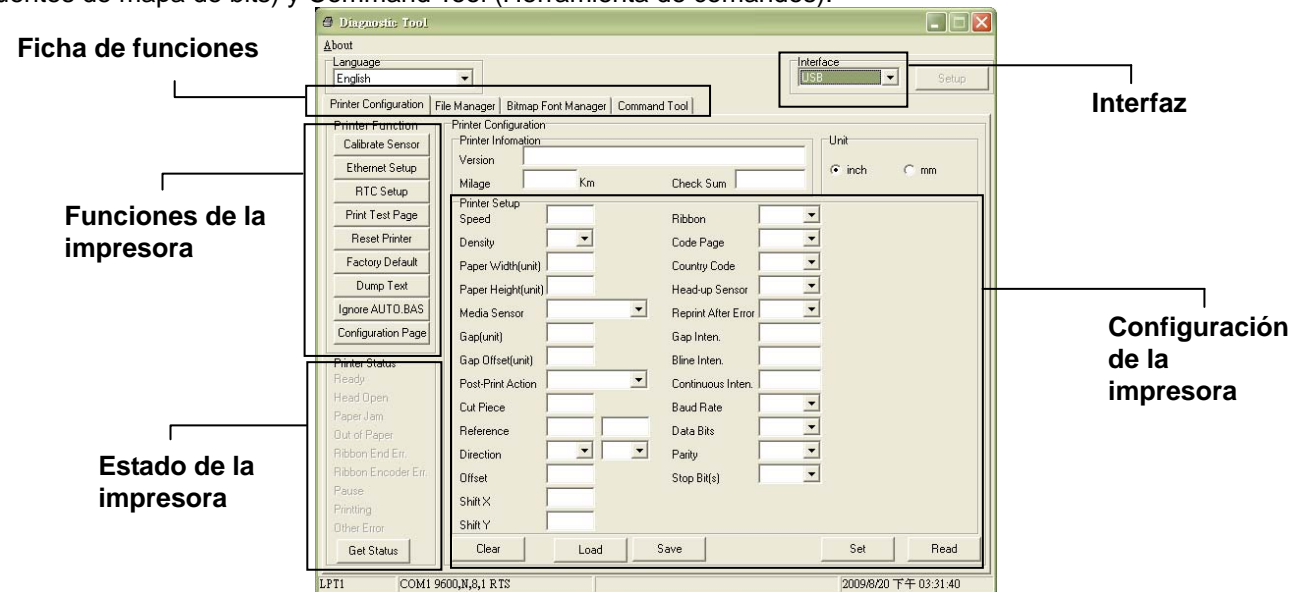 mapa de bits) y Command Tool (Herramienta de comandos).
Diagnostic Tool
About
Ficha de funciones
Language
English
Interface
USB
Setup
Interfaz
Printer Configuration File Manager Bitmap Font Manager Command Tool
Printer Function
Calibrate Sensor
Ethernet Setup
RTC Setup
Print Test Page
Reset Printer
Factory Default
Dump Text
Ignore AUTO.BAS
Configuration Page
Funciones de la
impresora
Printer Configuration
Printer Infomation
Version
Milage Km Check Sum
Unit
inch mm
Printer Setup
Speed Ribbon
Density Code Page
Paper Width(unit) Country Code
Paper Height(unit) Head-up Sensor
Media Sensor Reprint After Error
Gap(unit) Gap Inten.
Gap Offset(unit) Bline Inten.
Post-Print Action Continuous Inten.
Cut Piece Baud Rate
Reference Data Bits
Direction Parity
Offset Stop Bit(s)
Shift X
Shift Y
Clear Load Save Set Read
Configuración
de la
impresora
Printer Status
Ready
Head Open
Paper Jam
Out of Paper
Ribbon End Err.
Ribbon Encoder Err.
Pause
Printting
Other Error
Get Status
Estado de la
impresora
LPT1 COM1 9600,N,8,1 RTS 2009/8/20 下午 03:31:40